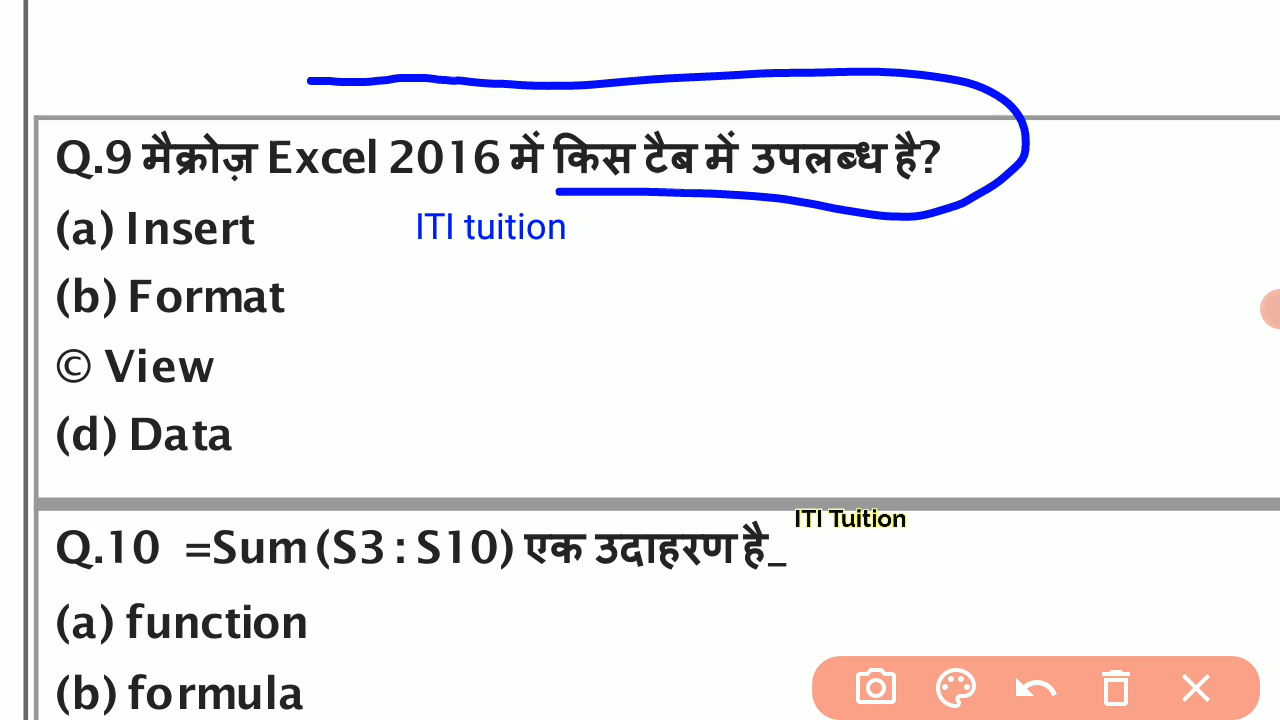 Q.9 मैक्रोज़ Excel 2016 में किस टैब में उपलब्ध है?
(a) Insert
ITI tuition
(b) Format
© View
(d) Data
ITI Tuition
Q.10 =Sum (S3 : S10) एक उदाहरण है_
(a) function
(b) formula